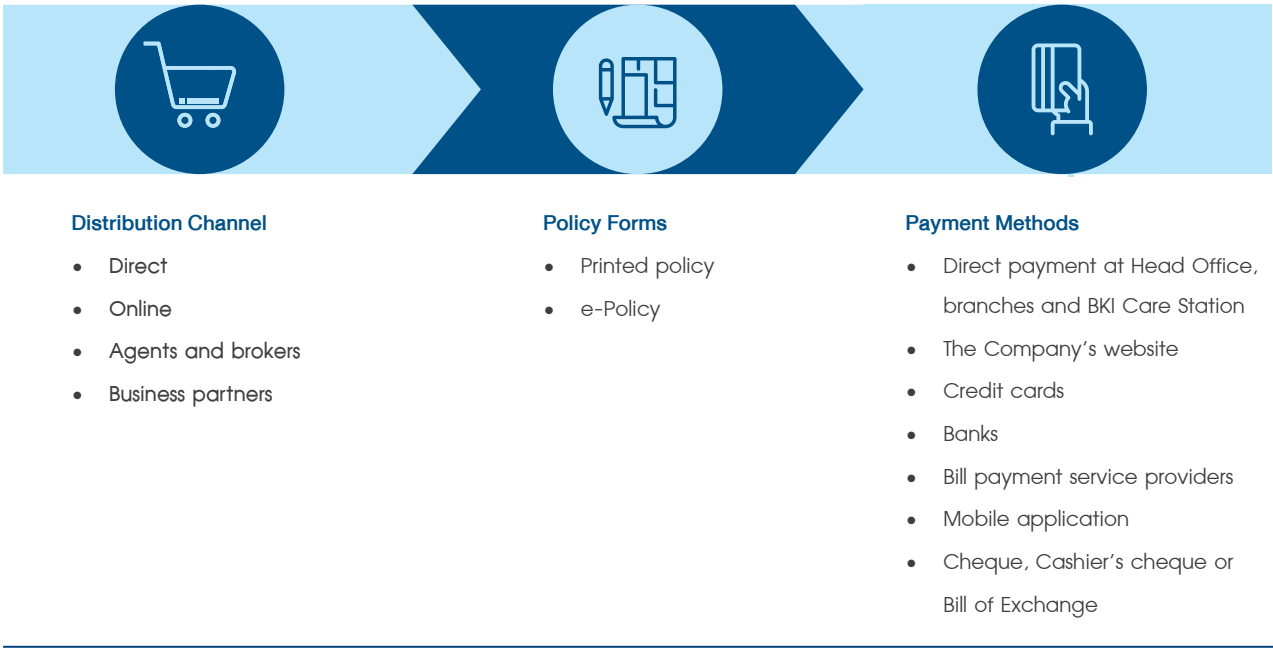 Distribution Channel
• Direct
• Online
• Agents and brokers
• Business partners
Policy Forms
• Printed policy
• e-Policy
Payment Methods
• Direct payment at Head Office,
branches and BKI Care Station
• The Company’s website
• Credit cards
• Banks
• Bill payment service providers
• Mobile application
• Cheque, Cashier’s cheque or
Bill of Exchange